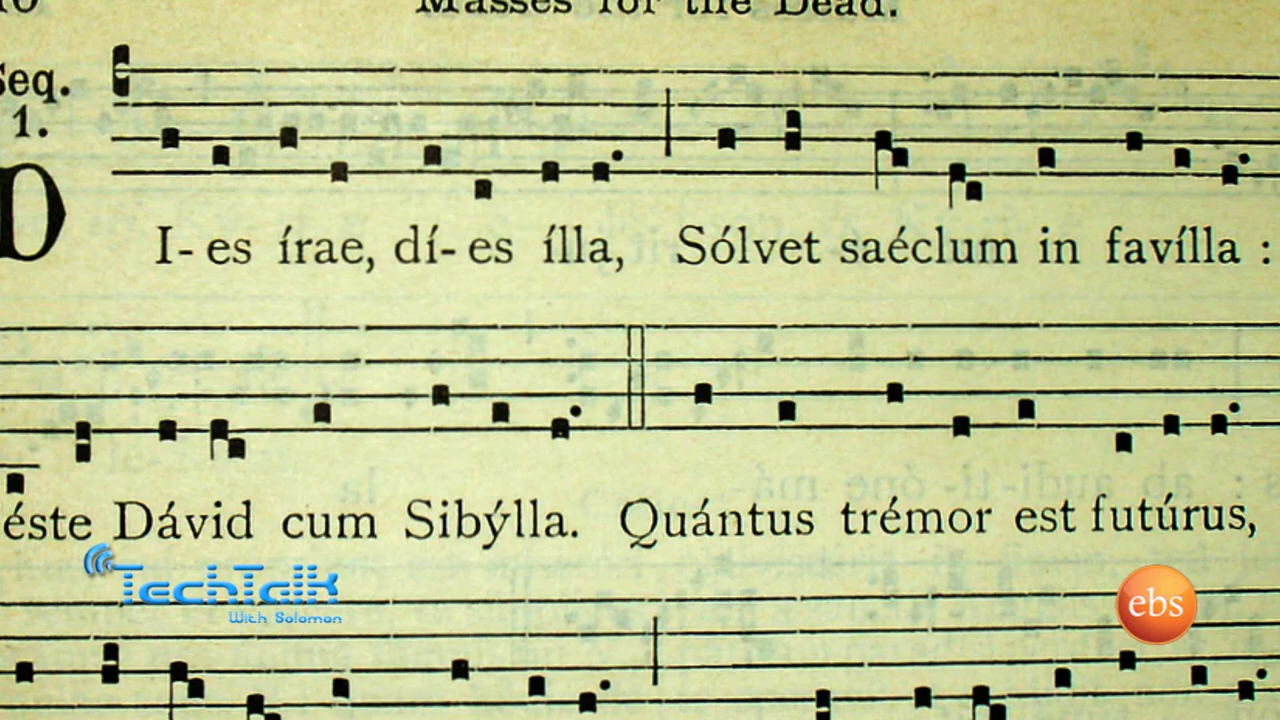 Masses for the Dead.
Seq.
1.
D
I- es írae, dí- es ílla, Sólvet saéclum in favílla :
éste Dávid cum Sibýlla. Quántus trémor est futúrus,
TechTalk
With Solomon
ebs